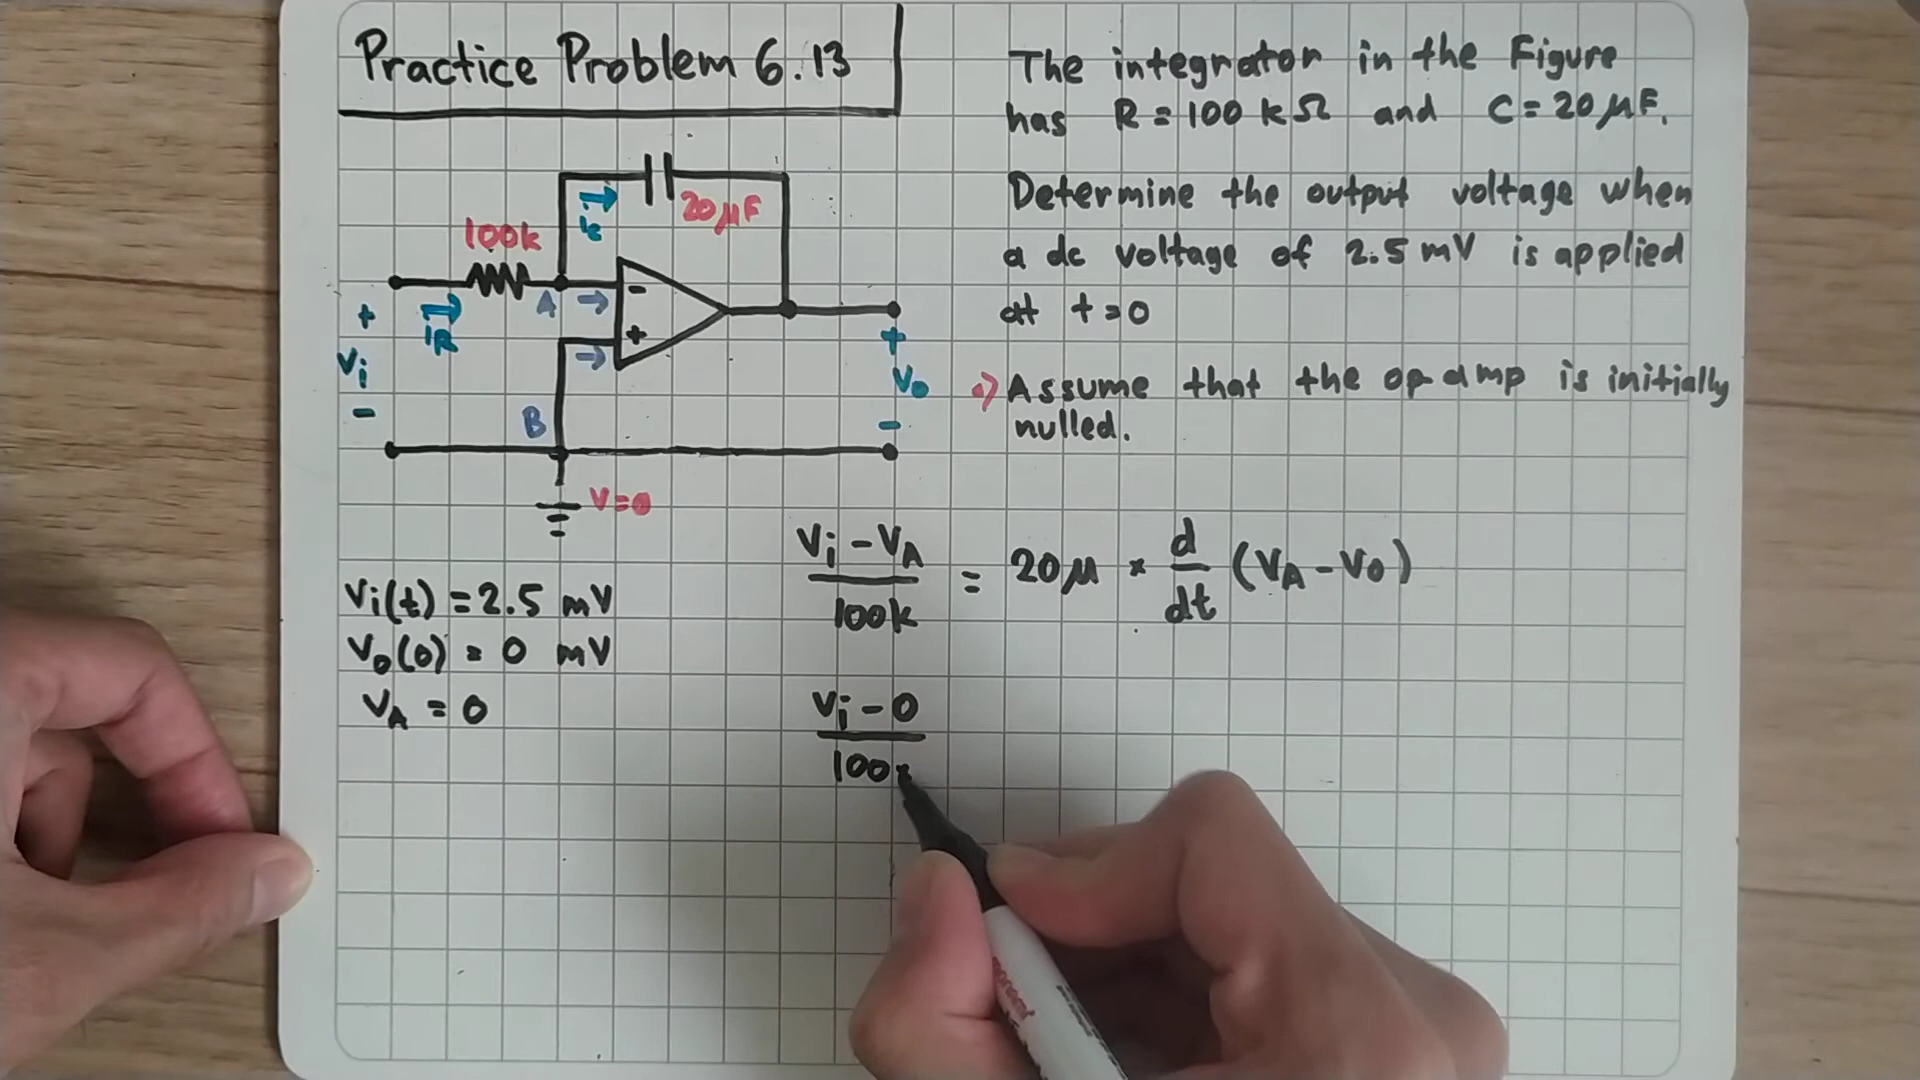 Practice Problem 6.13
The integrator in the Figure
has R = 100 kΩ and C = 20 μF.
Determine the output voltage when
a dc voltage of 2.5 mV is applied
at t = 0
•) Assume that the op amp is initially
nulled.
20μF
ic
100k
A
-
+
iR
+
Vi
-
+
Vo
-
B
V=0
Vi(t) = 2.5 mV
Vo(0) = 0 mV
VA = 0
Vi - VA
100k
= 20μ × d/dt (VA - Vo)
Vi - 0
100